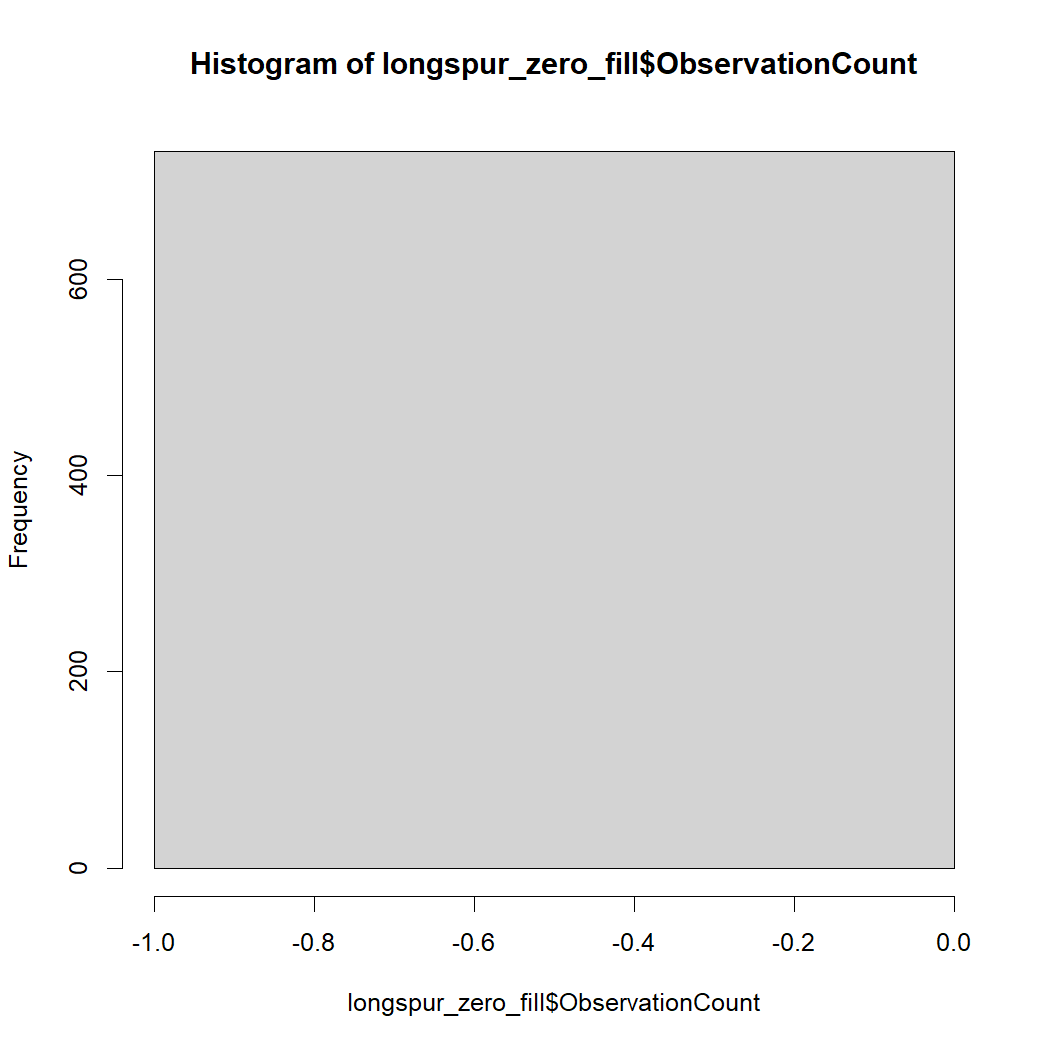 Histogram of longspur_zero_fill$ObservationCount
Frequency
600
400
200
0
-1.0 -0.8 -0.6 -0.4 -0.2 0.0
longspur_zero_fill$ObservationCount